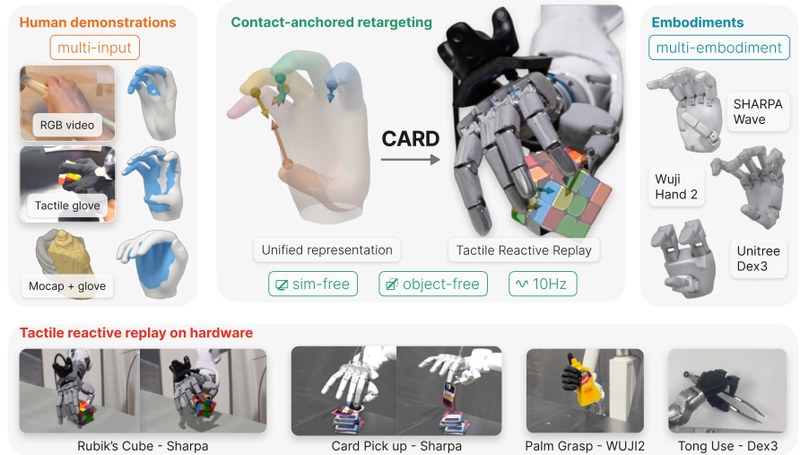 Human demonstrations
multi-input
RGB video
Tactile glove
Mocap + glove
Contact-anchored retargeting
CARD
Unified representation
Tactile Reactive Replay
sim-free
object-free
10Hz
Embodiments
multi-embodiment
SHARPA
Wave
Wuji
Hand 2
Unitree
Dex3
Tactile reactive replay on hardware
Rubik's Cube - Sharpa
Card Pick up - Sharpa
Palm Grasp - WUJI2
Tong Use - Dex3